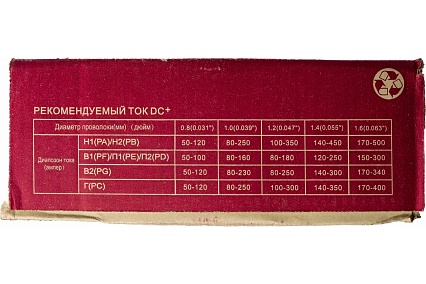 РЕКОМЕНДУЕМЫЙ ТОК DC+
Диаметр проволоки(мм) (дюйм) 0.8(0.031") 1.0(0.039") 1.2(0.047") 1.4(0.055") 1.6(0.063")
Диапазон тока (ампер)
Н1(PA)/Н2(PB) 50-120 80-250 100-350 140-450 170-500
В1(PF)/П1(PE)/П2(PD) 50-100 80-160 80-180 120-250 150-300
В2(PG) 50-120 80-230 80-250 140-300 170-340
Г(PC) 50-120 80-250 100-300 140-350 170-400